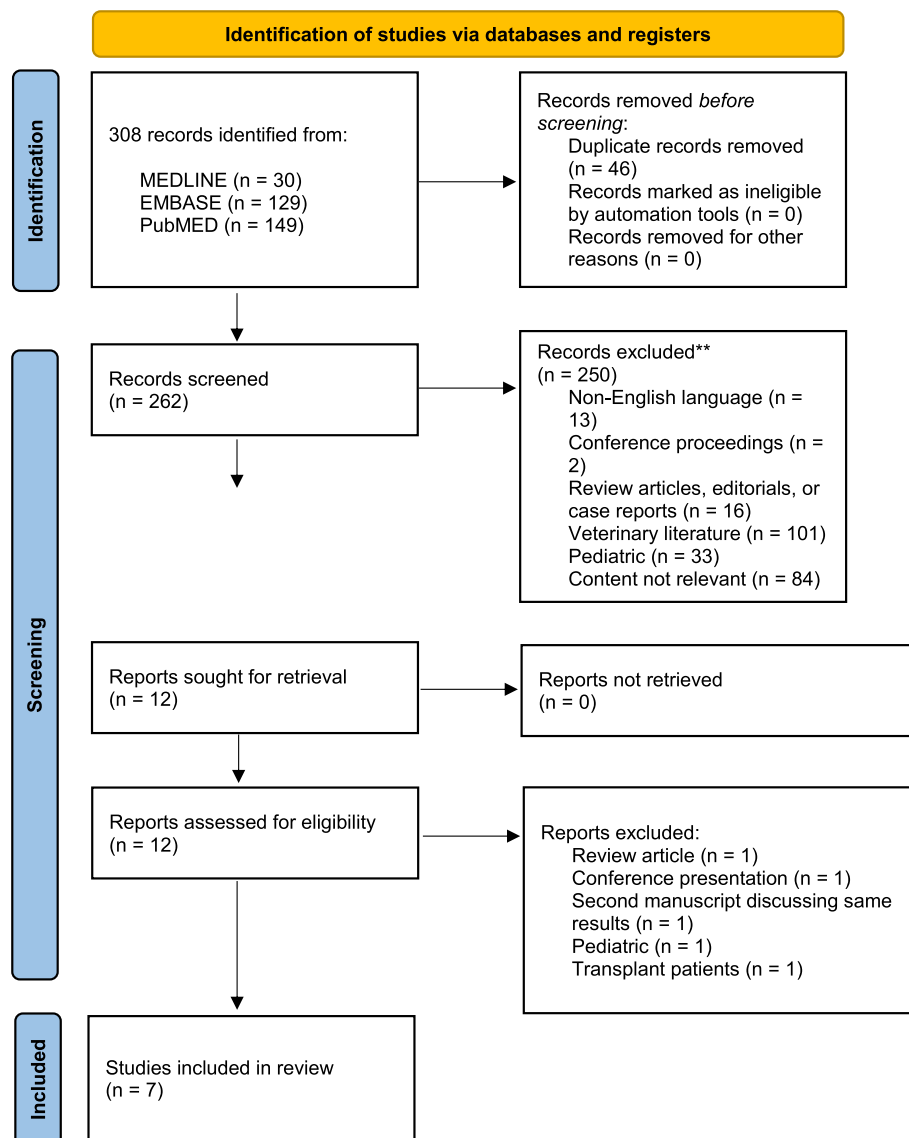 Identification of studies via databases and registers
Identification
308 records identified from:
MEDLINE (n = 30)
EMBASE (n = 129)
PubMED (n = 149)
Records removed before
screening:
Duplicate records removed
(n = 46)
Records marked as ineligible
by automation tools (n = 0)
Records removed for other
reasons (n = 0)
Screening
Records screened
(n = 262)
Records excluded**
(n = 250)
Non-English language (n =
13)
Conference proceedings (n =
2)
Review articles, editorials, or
case reports (n = 16)
Veterinary literature (n = 101)
Pediatric (n = 33)
Content not relevant (n = 84)
Reports sought for retrieval
(n = 12)
Reports not retrieved
(n = 0)
Reports assessed for eligibility
(n = 12)
Reports excluded:
Review article (n = 1)
Conference presentation (n = 1)
Second manuscript discussing same
results (n = 1)
Pediatric (n = 1)
Transplant patients (n = 1)
Included
Studies included in review
(n = 7)